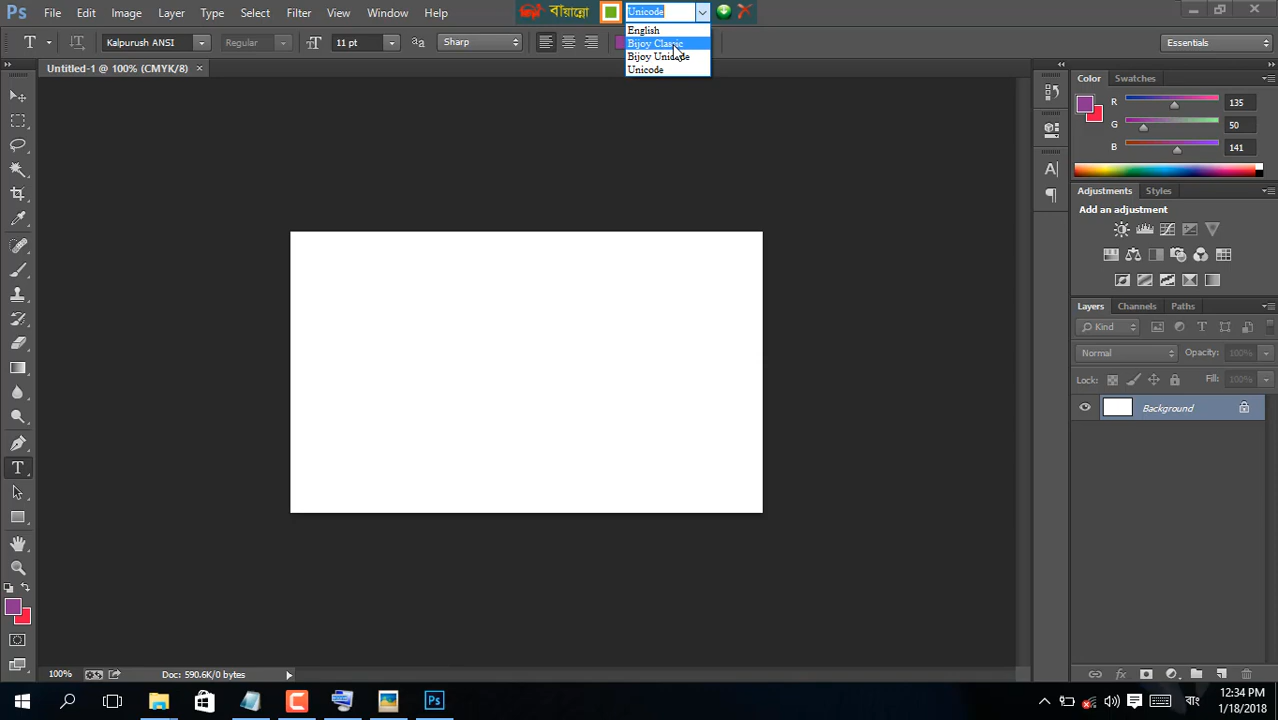 Ps File Edit Image Layer Type Select Filter View Window Help বায়ান্নো Unicode
English
Bijoy Classic
Bijoy Unicode
Unicode
T Kalpurush ANSI Regular 11 pt aa Sharp Essentials
Untitled-1 @ 100% (CMYK/8) ×
Color Swatches
R 135
G 50
B 141
Adjustments Styles
Add an adjustment
Layers Channels Paths
Kind
Normal Opacity: 100%
Lock: Fill: 100%
Background
100% Doc: 590.6K/0 bytes
বাং 12:34 PM
1/18/2018